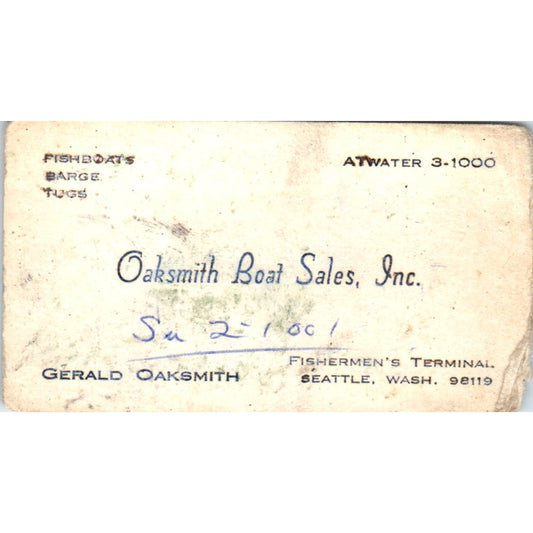 FISHBOATS
BARGE
TUGS
ATWATER 3-1000
Oaksmith Boat Sales, Inc.
Su 2-1001
GERALD OAKSMITH
FISHERMEN'S TERMINAL
SEATTLE, WASH. 98119